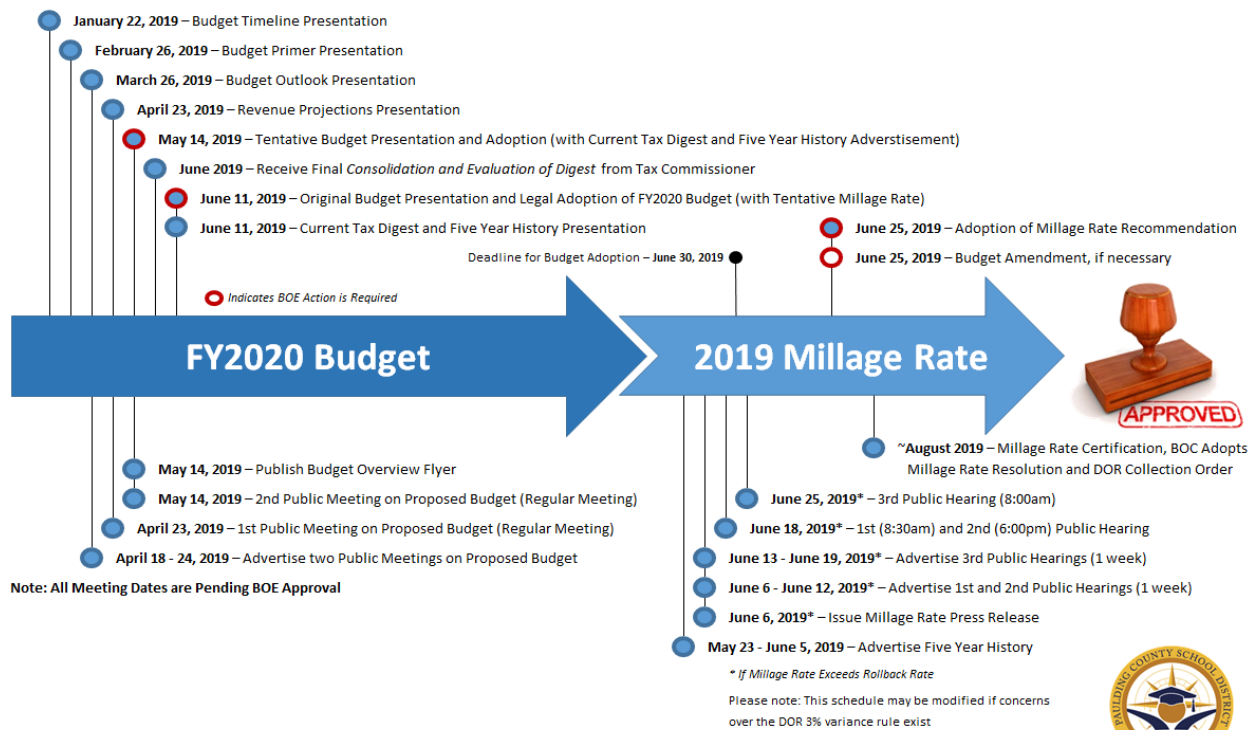 January 22, 2019 – Budget Timeline Presentation
February 26, 2019 – Budget Primer Presentation
March 26, 2019 – Budget Outlook Presentation
April 23, 2019 – Revenue Projections Presentation
May 14, 2019 – Tentative Budget Presentation and Adoption (with Current Tax Digest and Five Year History Adverstisement)
June 2019 – Receive Final Consolidation and Evaluation of Digest from Tax Commissioner
June 11, 2019 – Original Budget Presentation and Legal Adoption of FY2020 Budget (with Tentative Millage Rate)
June 11, 2019 – Current Tax Digest and Five Year History Presentation
June 25, 2019 – Adoption of Millage Rate Recommendation
Deadline for Budget Adoption – June 30, 2019
June 25, 2019 – Budget Amendment, if necessary
Indicates BOE Action is Required
FY2020 Budget
2019 Millage Rate
APPROVED
May 14, 2019 – Publish Budget Overview Flyer
May 14, 2019 – 2nd Public Meeting on Proposed Budget (Regular Meeting)
April 23, 2019 – 1st Public Meeting on Proposed Budget (Regular Meeting)
April 18 - 24, 2019 – Advertise two Public Meetings on Proposed Budget
Note: All Meeting Dates are Pending BOE Approval
~August 2019 – Millage Rate Certification, BOC Adopts
Millage Rate Resolution and DOR Collection Order
June 25, 2019* – 3rd Public Hearing (8:00am)
June 18, 2019* – 1st (8:30am) and 2nd (6:00pm) Public Hearing
June 13 - June 19, 2019* – Advertise 3rd Public Hearings (1 week)
June 6 - June 12, 2019* – Advertise 1st and 2nd Public Hearings (1 week)
June 6, 2019* – Issue Millage Rate Press Release
May 23 - June 5, 2019 – Advertise Five Year History
* If Millage Rate Exceeds Rollback Rate
Please note: This schedule may be modified if concerns
over the DOR 3% variance rule exist
PAULDING COUNTY SCHOOL DISTRICT